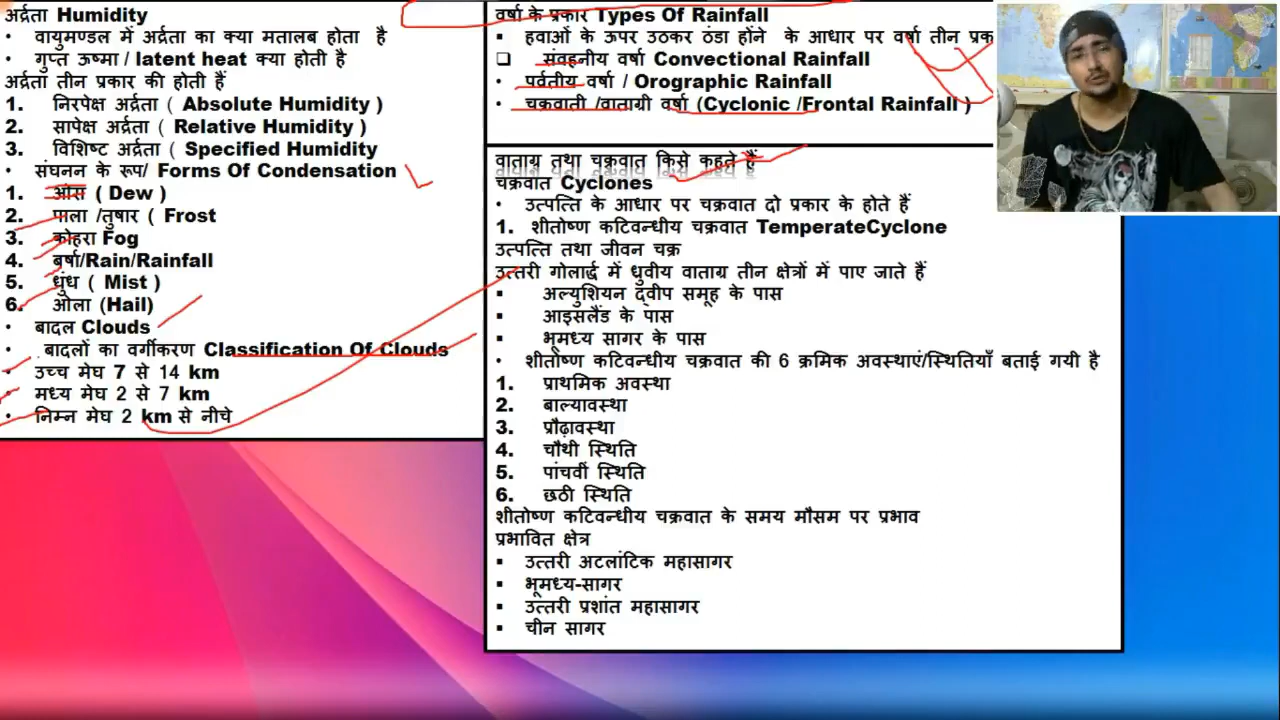 अर्द्रता Humidity
• वायुमण्डल में अर्द्रता का क्या मतालब होता है
• गुप्त ऊष्मा / latent heat क्या होती है
अर्द्रता तीन प्रकार की होती हैं
1. निरपेक्ष अर्द्रता ( Absolute Humidity )
2. सापेक्ष अर्द्रता ( Relative Humidity )
3. विशिष्ट अर्द्रता ( Specified Humidity
• संघनन के रूप/ Forms Of Condensation
1. ओस ( Dew )
2. पाला /तुषार ( Frost
3. कोहरा Fog
4. बर्षा/Rain/Rainfall
5. धुंध ( Mist )
6. ओला (Hail)
• बादल Clouds
• बादलों का वर्गीकरण Classification Of Clouds
• उच्च मेघ 7 से 14 km
• मध्य मेघ 2 से 7 km
• निम्न मेघ 2 km से नीचे
वर्षा के प्रकार Types Of Rainfall
▪ हवाओं के ऊपर उठकर ठंडा होंने के आधार पर वर्षा तीन प्रक
❑ संवहनीय वर्षा Convectional Rainfall
• पर्वतीय वर्षा / Orographic Rainfall
• चक्रवाती /वाताग्री वर्षा (Cyclonic /Frontal Rainfall )
वाताग्र तथा चक्रवात किसे कहते हैं
चक्रवात Cyclones
• उत्पत्ति के आधार पर चक्रवात दो प्रकार के होते हैं
1. शीतोष्ण कटिवन्धीय चक्रवात TemperateCyclone
उत्पत्ति तथा जीवन चक्र
उत्तरी गोलार्द्ध में ध्रुवीय वाताग्र तीन क्षेत्रों में पाए जाते हैं
▪ अल्युशियन द्वीप समूह के पास
▪ आइसलैंड के पास
▪ भूमध्य सागर के पास
• शीतोष्ण कटिवन्धीय चक्रवात की 6 क्रमिक अवस्थाएं/स्थितियाँ बताई गयी है
1. प्राथमिक अवस्था
2. बाल्यावस्था
3. प्रौढ़ावस्था
4. चौथी स्थिति
5. पांचवीं स्थिति
6. छठी स्थिति
शीतोष्ण कटिवन्धीय चक्रवात के समय मौसम पर प्रभाव
प्रभावित क्षेत्र
▪ उत्तरी अटलांटिक महासागर
▪ भूमध्य-सागर
▪ उत्तरी प्रशांत महासागर
▪ चीन सागर